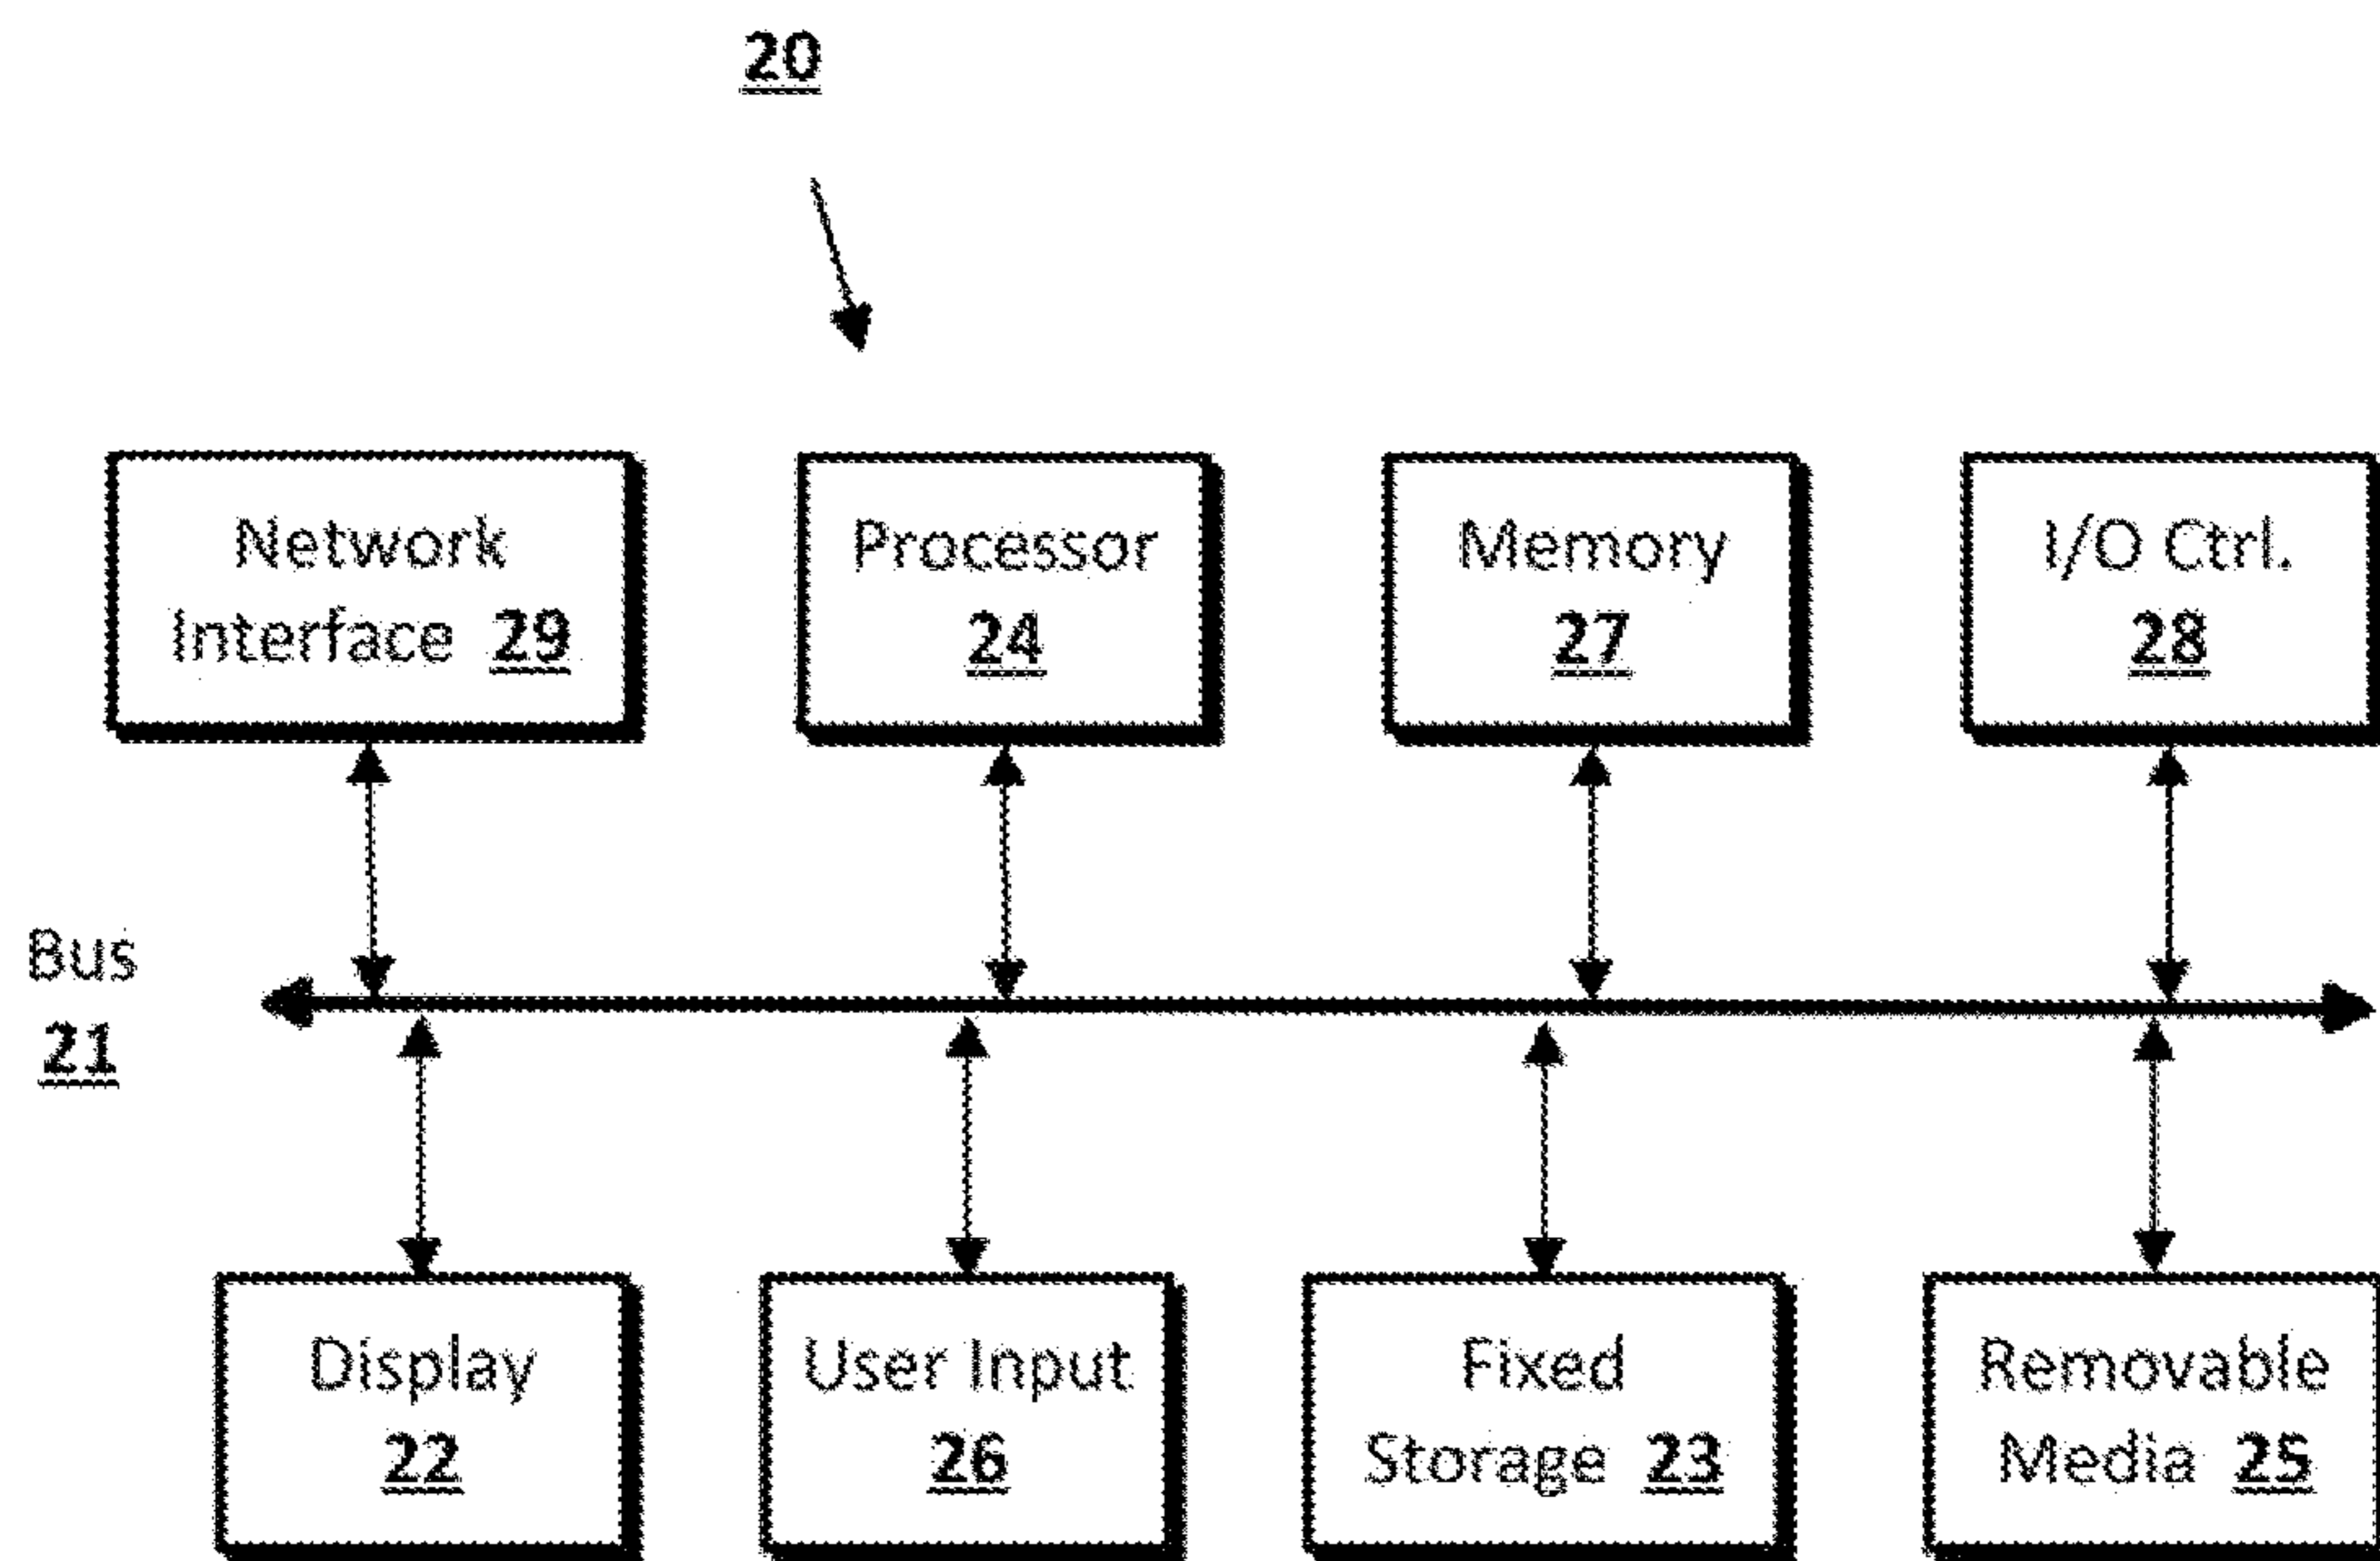 20
Network
Interface 29
Processor
24
Memory
27
I/O Ctrl.
28
Bus
21
Display
22
User Input
26
Fixed
Storage 23
Removable
Media 25